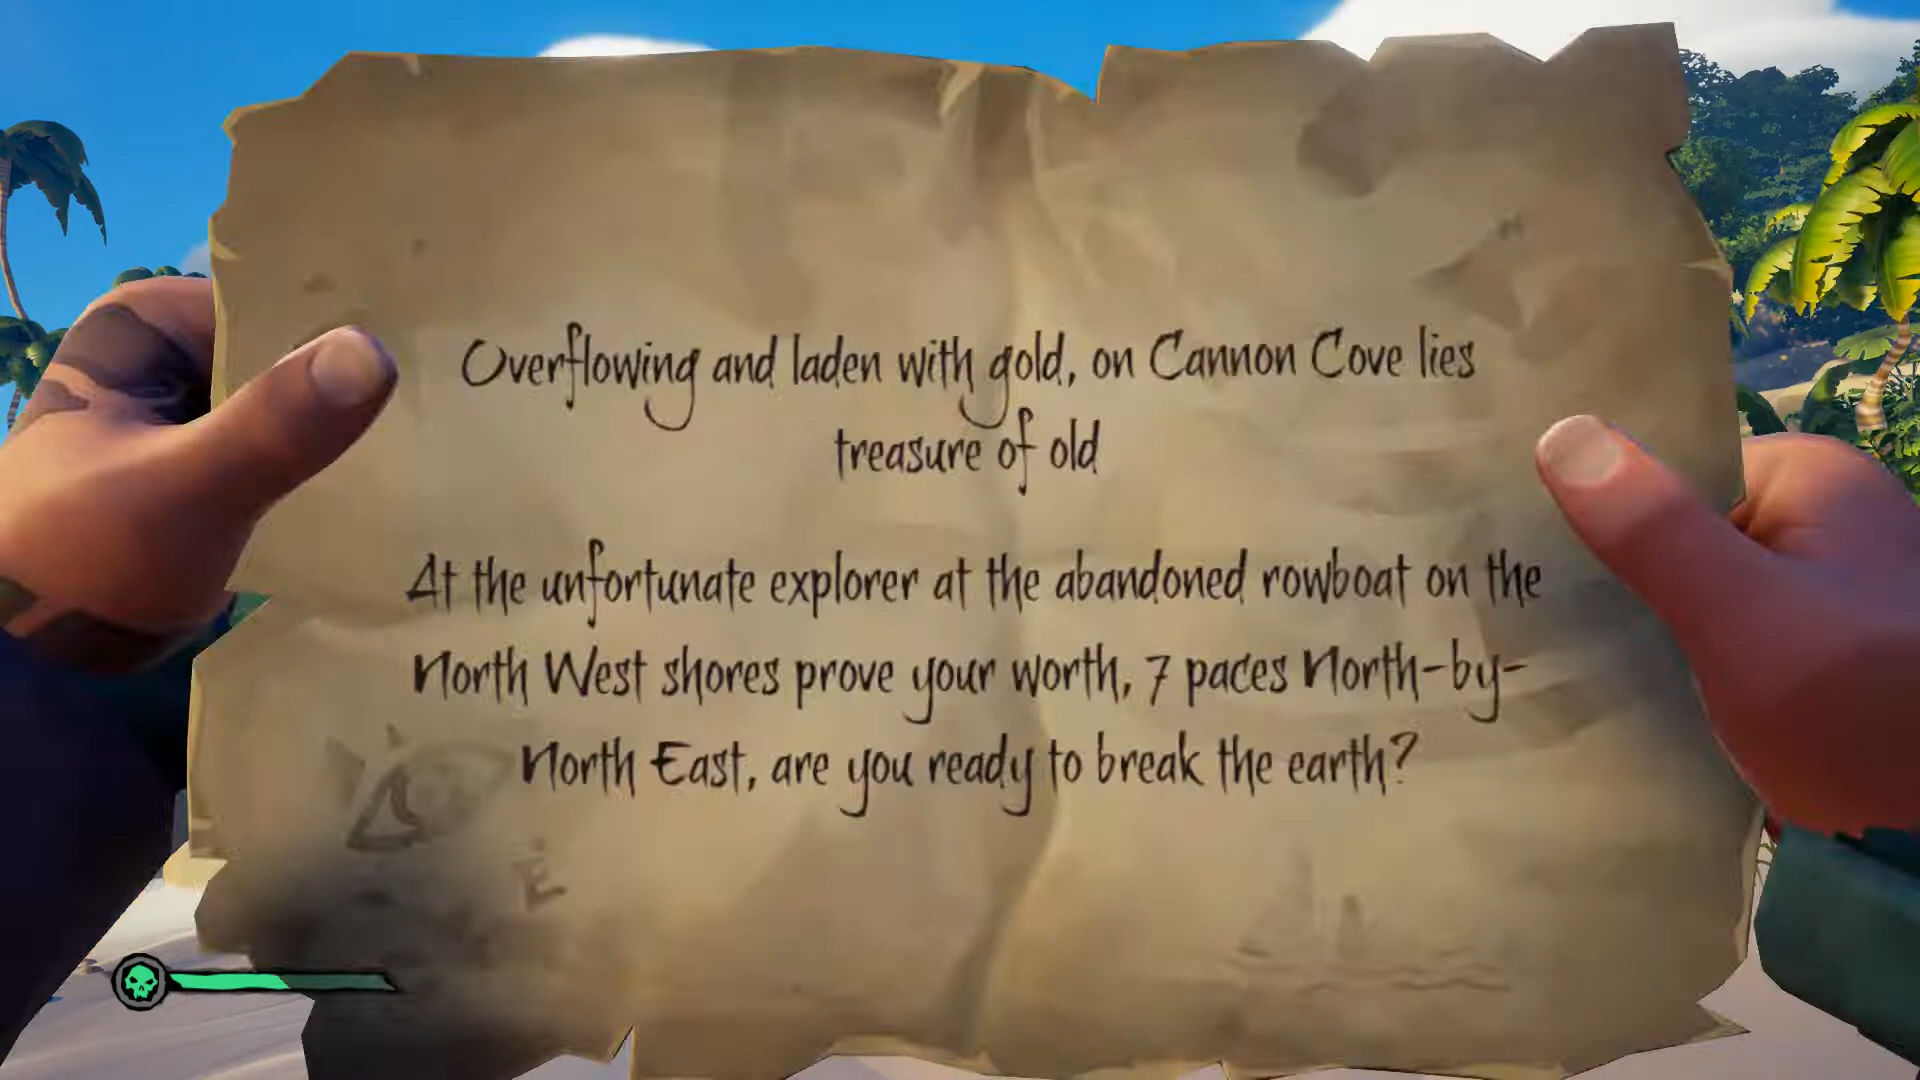 Overflowing and laden with gold, on Cannon Cove lies
treasure of old
At the unfortunate explorer at the abandoned rowboat on the
North West shores prove your worth, 7 paces North-by-
North East, are you ready to break the earth?